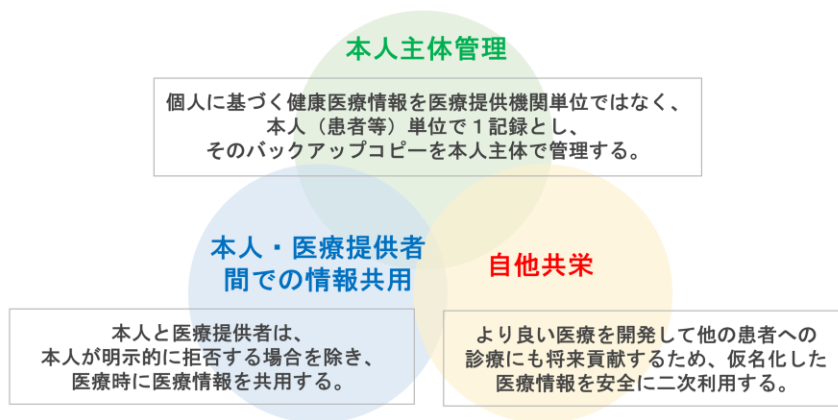 本人主体管理
個人に基づく健康医療情報を医療提供機関単位ではなく、
本人（患者等）単位で１記録とし、
そのバックアップコピーを本人主体で管理する。
本人・医療提供者
間での情報共用
本人と医療提供者は、
本人が明示的に拒否する場合を除き、
医療時に医療情報を共用する。
自他共栄
より良い医療を開発して他の患者への
診療にも将来貢献するため、仮名化した
医療情報を安全に二次利用する。